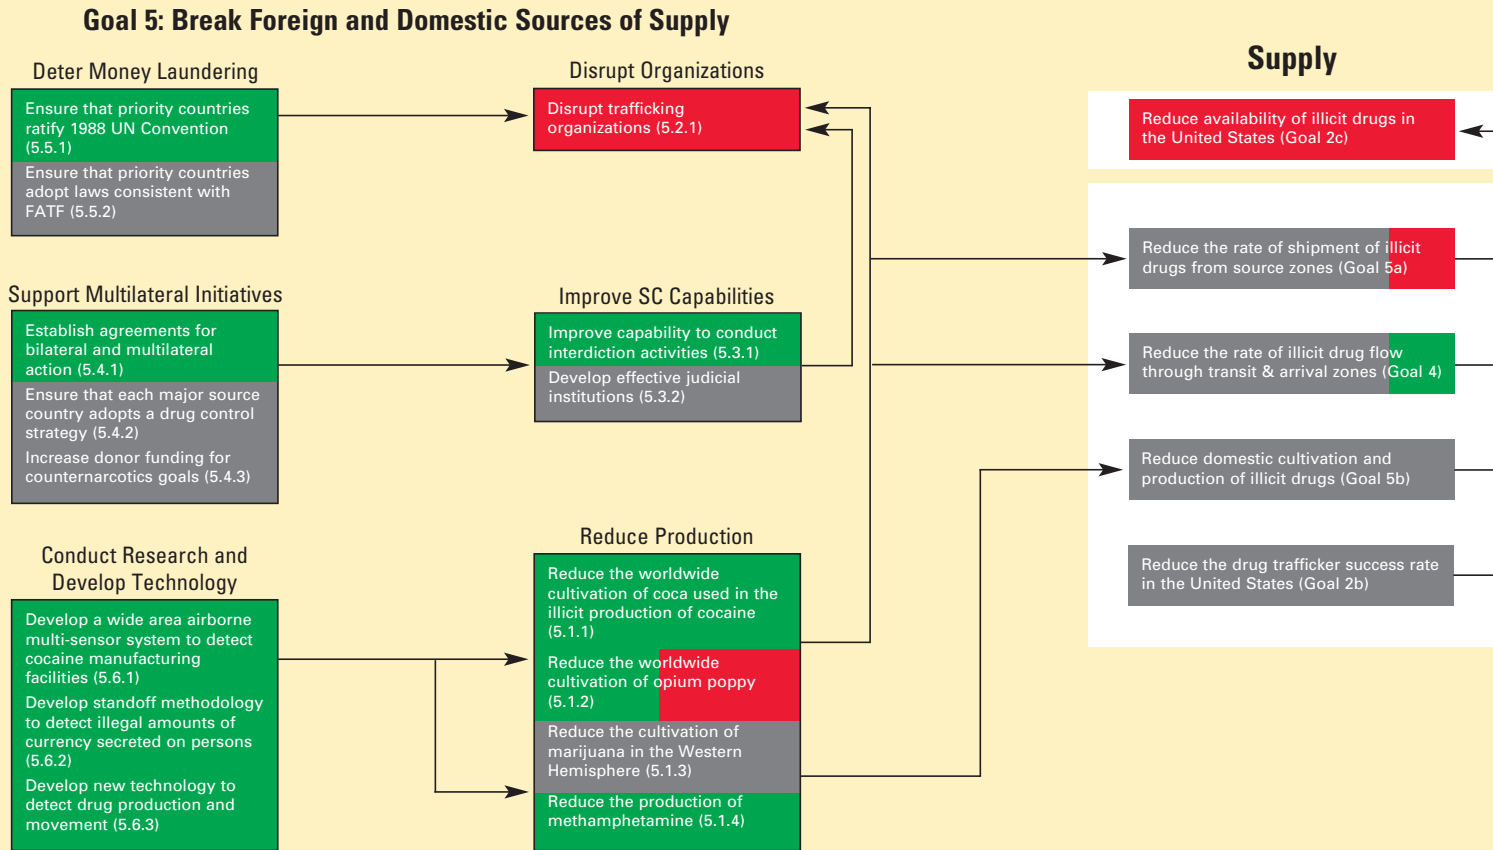 Goal 5: Break Foreign and Domestic Sources of Supply
Deter Money Laundering
Ensure that priority countries
ratify 1988 UN Convention
(5.5.1)
Ensure that priority countries
adopt laws consistent with
FATF (5.5.2)
Support Multilateral Initiatives
Establish agreements for
bilateral and multilateral
action (5.4.1)
Ensure that each major source
country adopts a drug control
strategy (5.4.2)
Increase donor funding for
counternarcotics goals (5.4.3)
Conduct Research and
Develop Technology
Develop a wide area airborne
multi-sensor system to detect
cocaine manufacturing
facilities (5.6.1)
Develop standoff methodology
to detect illegal amounts of
currency secreted on persons
(5.6.2)
Develop new technology to
detect drug production and
movement (5.6.3)
Disrupt Organizations
Disrupt trafficking
organizations (5.2.1)
Improve SC Capabilities
Improve capability to conduct
interdiction activities (5.3.1)
Develop effective judicial
institutions (5.3.2)
Reduce Production
Reduce the worldwide
cultivation of coca used in the
illicit production of cocaine
(5.1.1)
Reduce the worldwide
cultivation of opium poppy
(5.1.2)
Reduce the cultivation of
marijuana in the Western
Hemisphere (5.1.3)
Reduce the production of
methamphetamine (5.1.4)
Supply
Reduce availability of illicit drugs in
the United States (Goal 2c)
Reduce the rate of shipment of illicit
drugs from source zones (Goal 5a)
Reduce the rate of illicit drug flow
through transit & arrival zones (Goal 4)
Reduce domestic cultivation and
production of illicit drugs (Goal 5b)
Reduce the drug trafficker success rate
in the United States (Goal 2b)